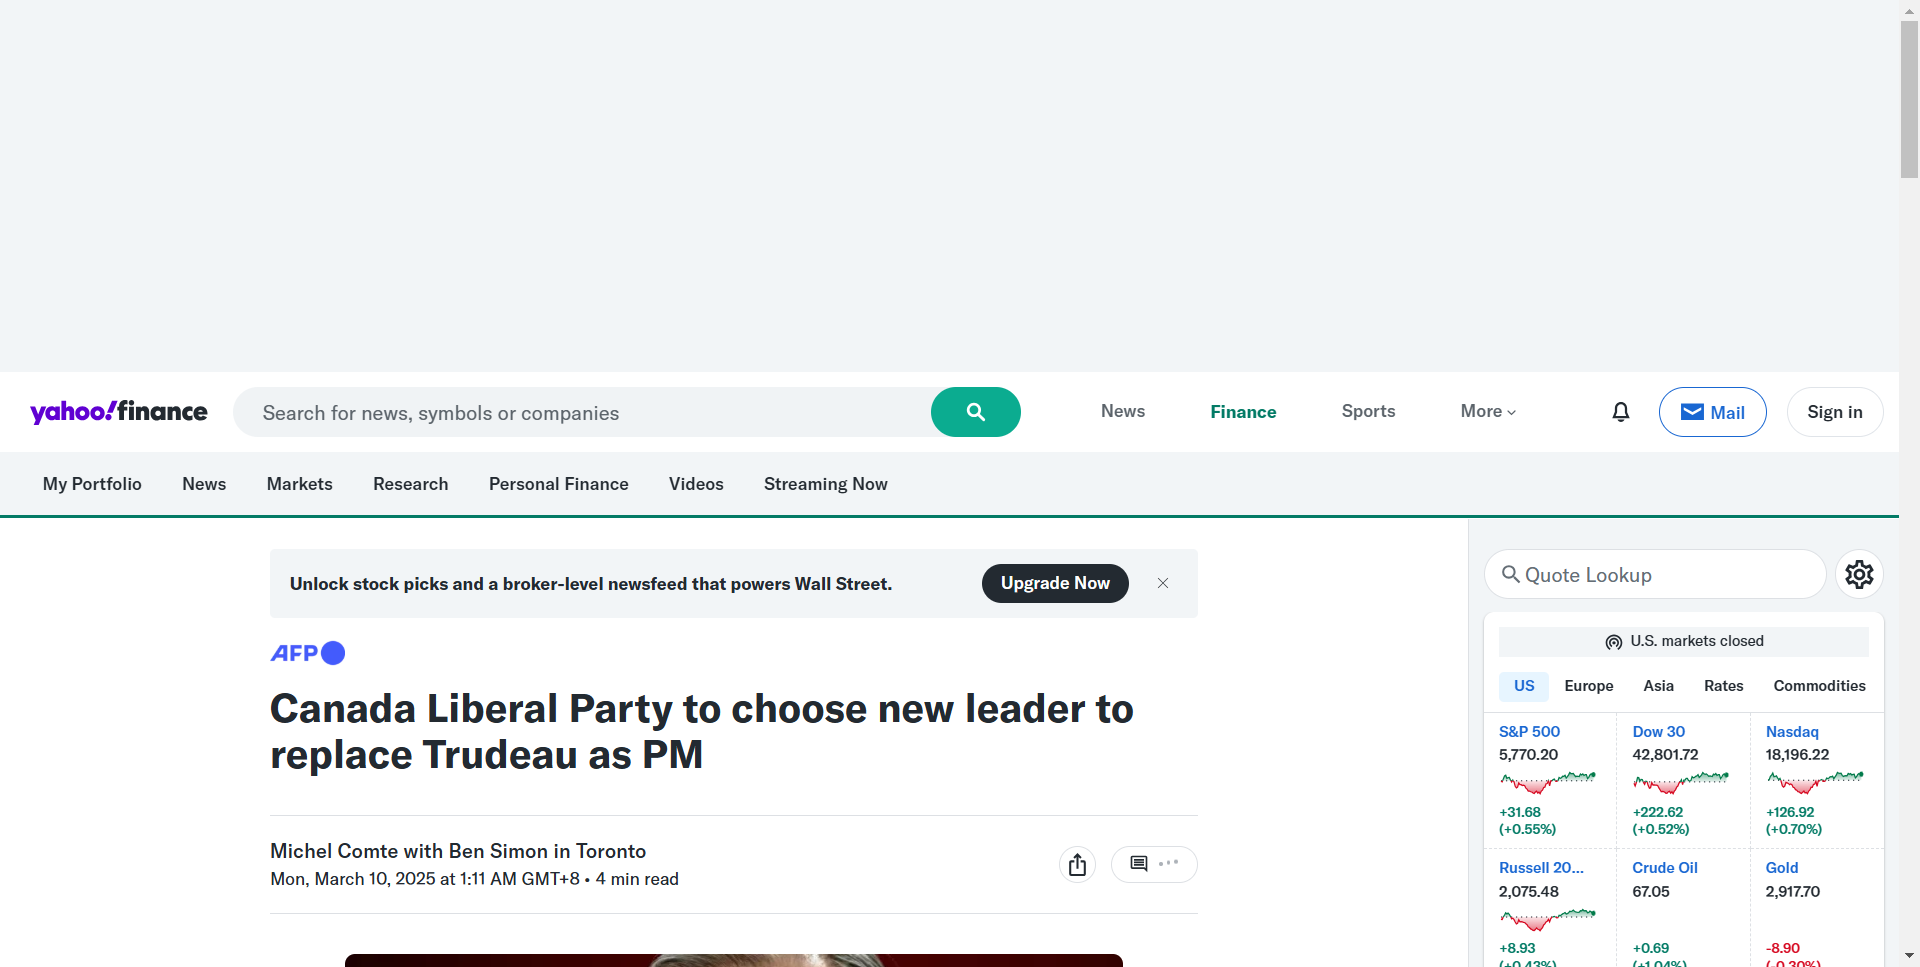 yahoo!finance
Search for news, symbols or companies
News
Finance
Sports
More
Mail
Sign in
My Portfolio
News
Markets
Research
Personal Finance
Videos
Streaming Now
Unlock stock picks and a broker-level newsfeed that powers Wall Street.
Upgrade Now
AFP
Canada Liberal Party to choose new leader to
replace Trudeau as PM
Michel Comte with Ben Simon in Toronto
Mon, March 10, 2025 at 1:11 AM GMT+8 • 4 min read
Quote Lookup
U.S. markets closed
US
Europe
Asia
Rates
Commodities
S&P 500
5,770.20
+31.68
(+0.55%)
Dow 30
42,801.72
+222.62
(+0.52%)
Nasdaq
18,196.22
+126.92
(+0.70%)
Russell 20...
2,075.48
+8.93
(+0.43%)
Crude Oil
67.05
+0.69
(+1.04%)
Gold
2,917.70
-8.90
(-0.30%)